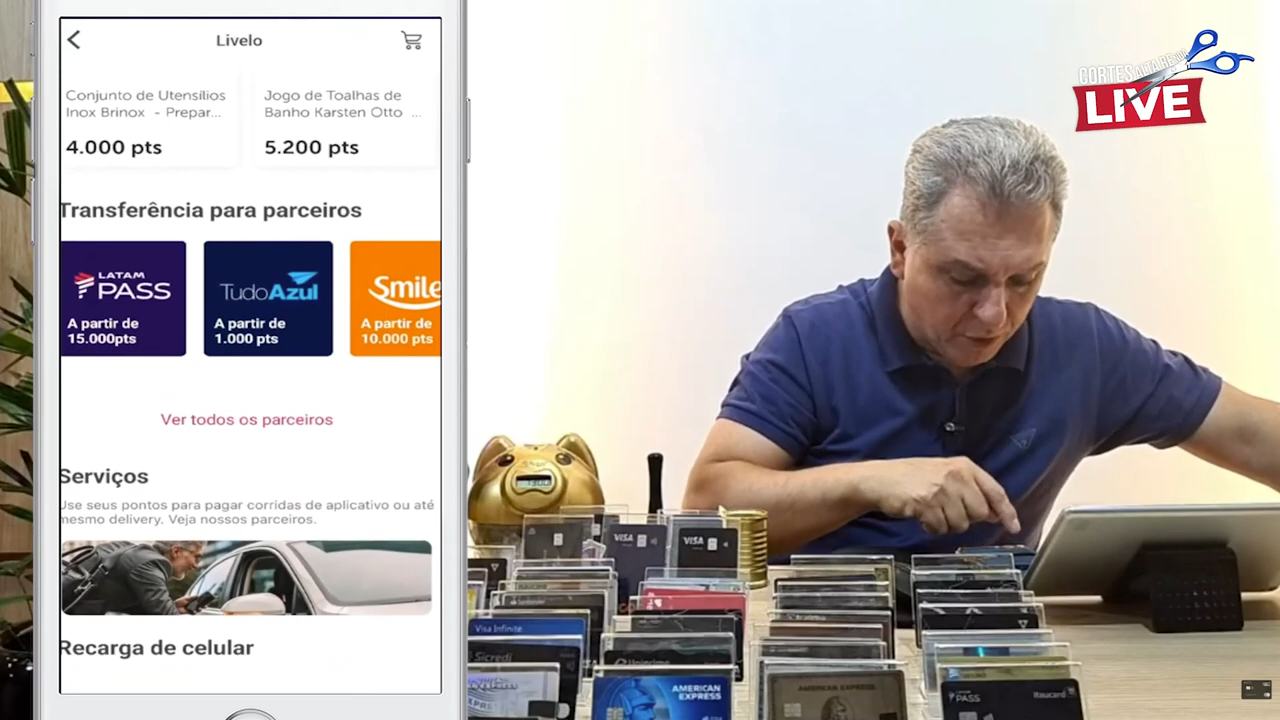 Livelo
Conjunto de Utensílios
Inox Brinox - Prepar...
4.000 pts
Jogo de Toalhas de
Banho Karsten Otto ...
5.200 pts
Transferência para parceiros
LATAM
PASS
A partir de
15.000pts
TudoAzul
A partir de
1.000 pts
Smile
A partir de
10.000 pts
Ver todos os parceiros
Serviços
Use seus pontos para pagar corridas de aplicativo ou até
mesmo delivery. Veja nossos parceiros.
Recarga de celular
CORTES ALTA RENDA
LIVE
VISA
VISA
Visa Infinite
Sicredi
Unicred
AMERICAN
EXPRESS
AMERICAN EXPRESS
LATAM
PASS
Itaucard